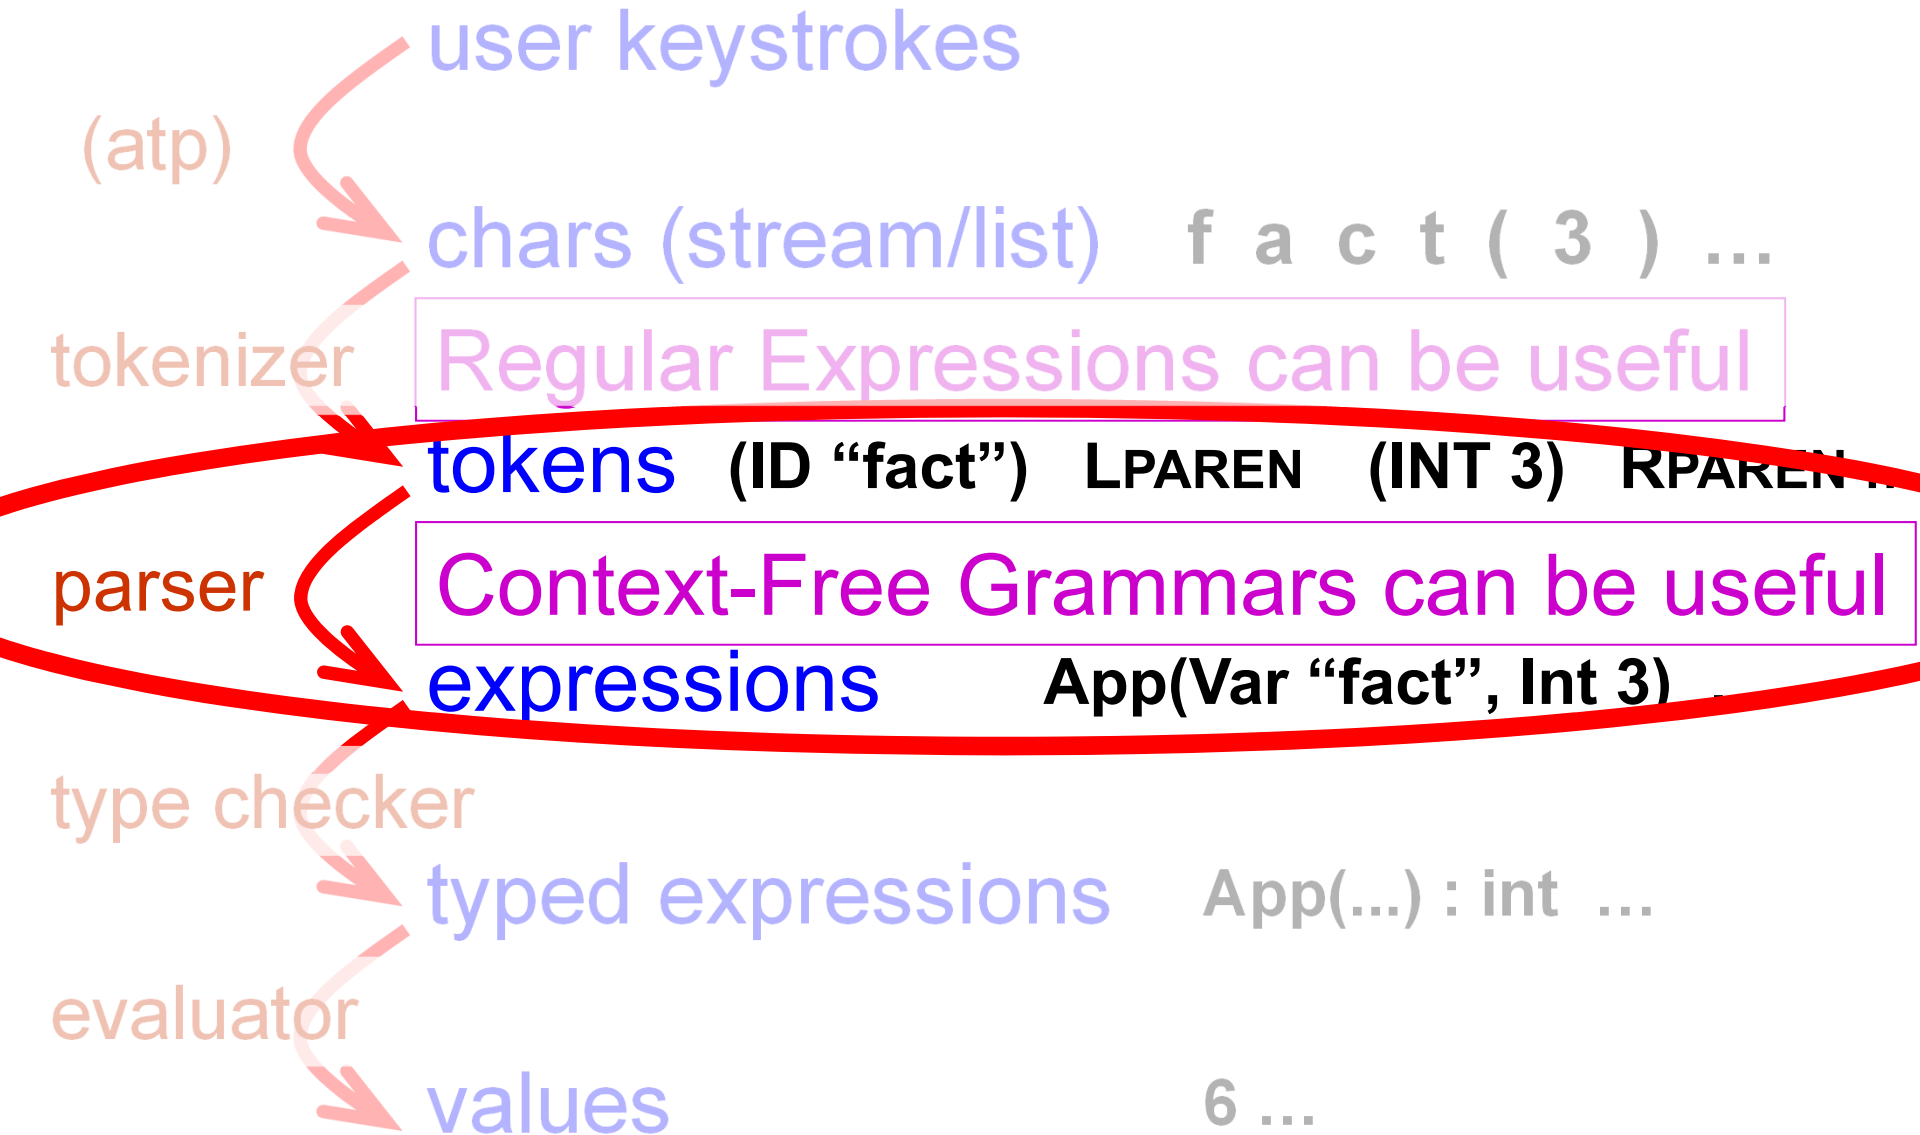 user keystrokes
(atp)
chars (stream/list) f a c t ( 3 ) …
tokenizer Regular Expressions can be useful
tokens (ID “fact”) LPAREN (INT 3) RPAREN
parser Context-Free Grammars can be useful
expressions App(Var “fact”, Int 3)
type checker
typed expressions App(...) : int …
evaluator
values 6 …